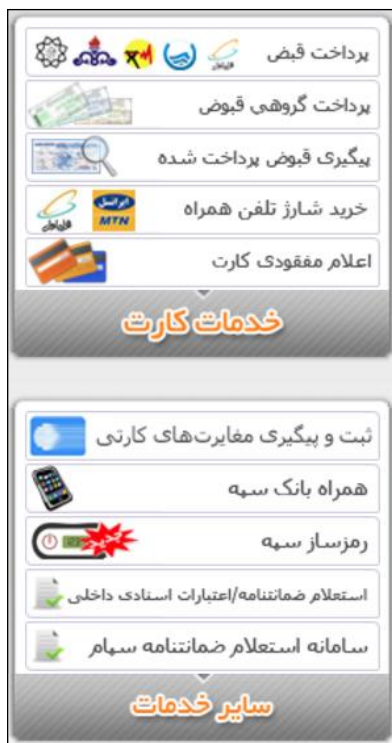 پرداخت قبض
پرداخت گروهی قبوض
پیگیری قبوض پرداخت شده
خرید شارژ تلفن همراه
ایرانسل
MTN
اعلام مفقودی کارت
خدمات کارت
ثبت و پیگیری مغایرت‌های کارتی
همراه بانک سپه
رمزساز سپه
استعلام ضمانتنامه/اعتبارات اسنادی داخلی
سامانه استعلام ضمانتنامه سهام
سایر خدمات